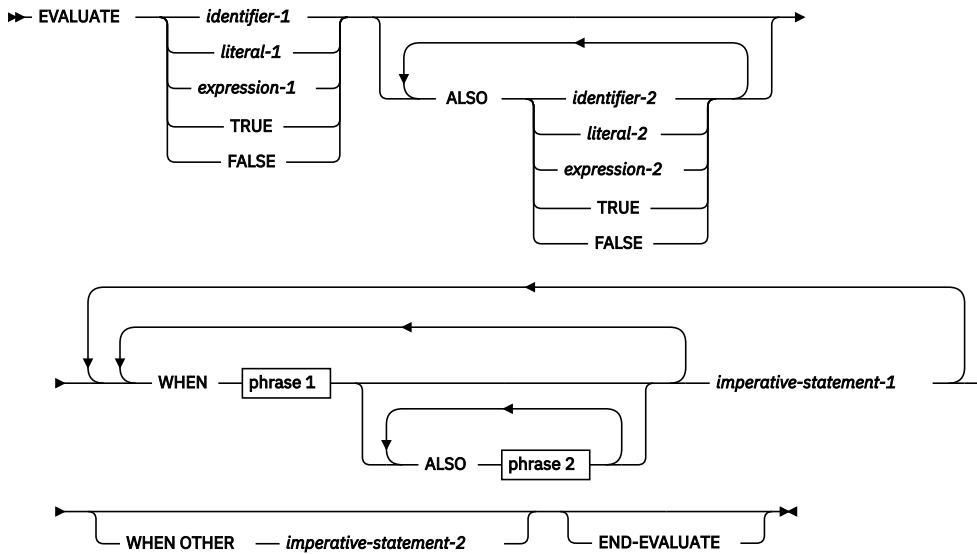 EVALUATE identifier-1
literal-1
expression-1
TRUE
FALSE
ALSO identifier-2
literal-2
expression-2
TRUE
FALSE
WHEN phrase 1 imperative-statement-1
ALSO phrase 2
WHEN OTHER imperative-statement-2 END-EVALUATE